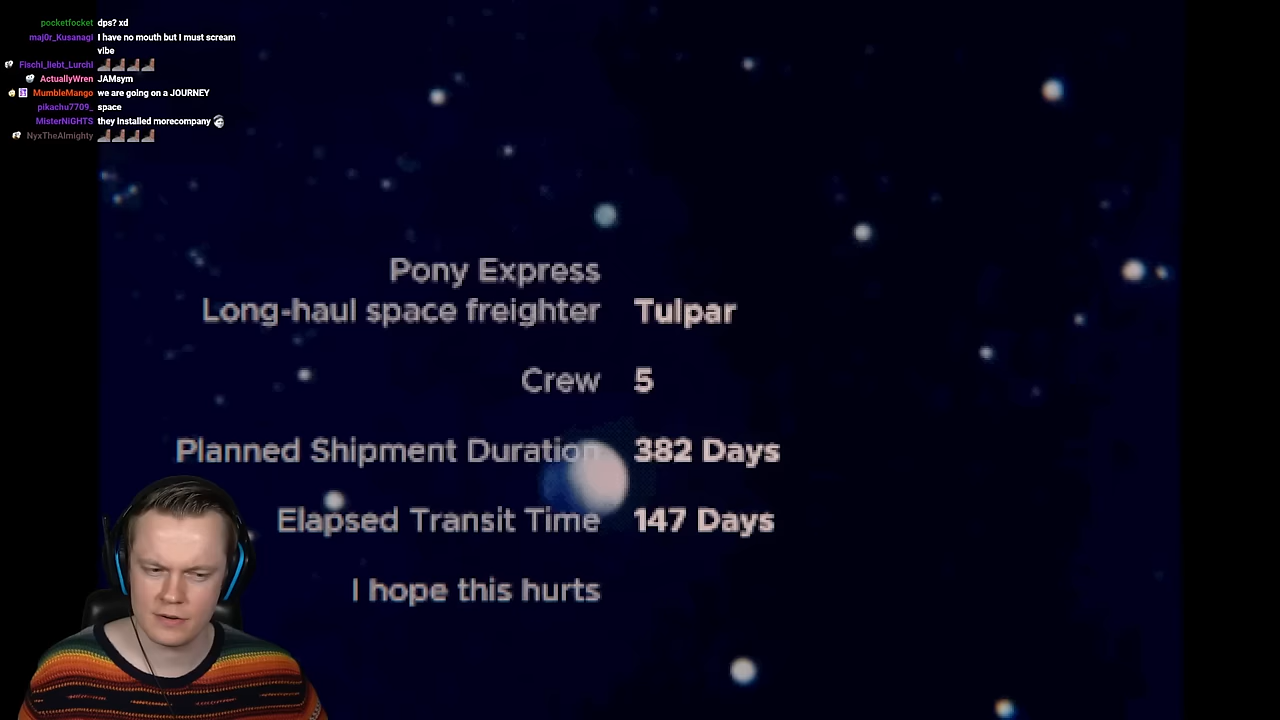 pocketfocket dps? xd
maj0r_Kusanagi I have no mouth but I must scream
vibe
Fischl_liebt_Lurchi
ActuallyWren JAMsym
MumbleMango we are going on a JOURNEY
pikachu7709_ space
MisterNiGHTS they installed morecompany
NyxTheAlmighty
Pony Express
Long-haul space freighter Tulpar
Crew 5
Planned Shipment Duration 382 Days
Elapsed Transit Time 147 Days
I hope this hurts